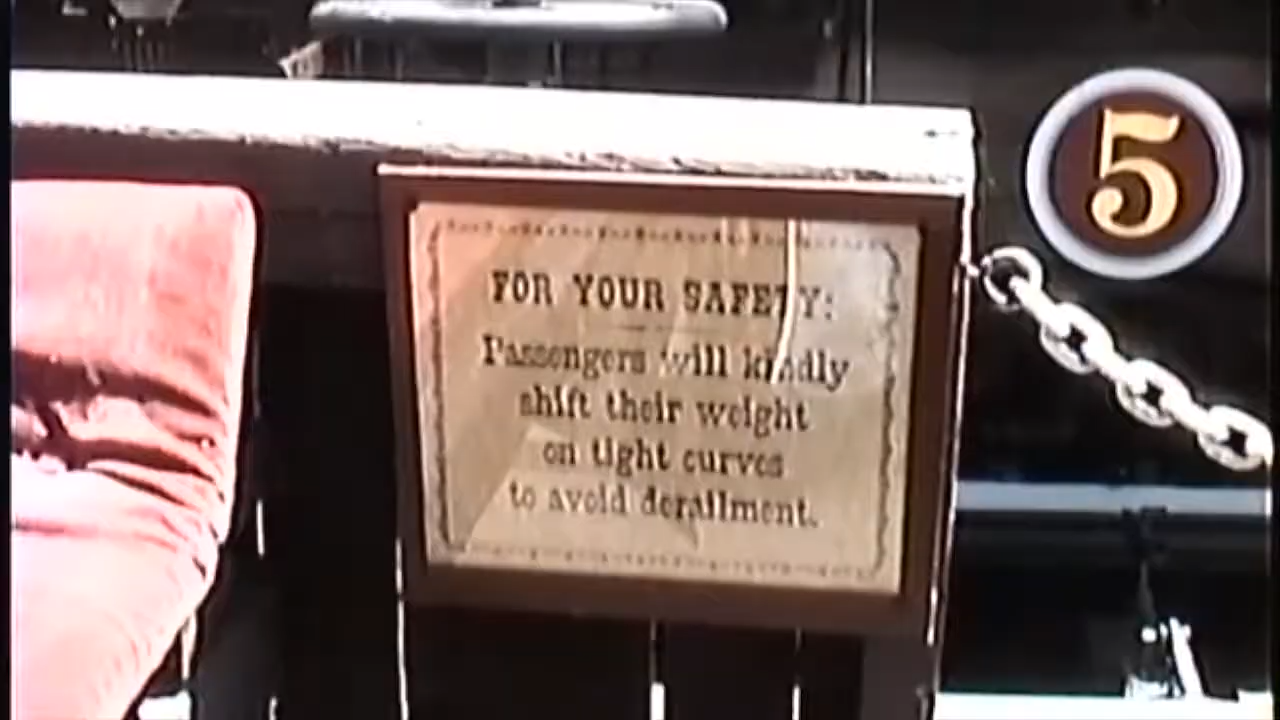 5
FOR YOUR SAFETY:
Passengers will kindly
shift their weight
on tight curves
to avoid derailment.